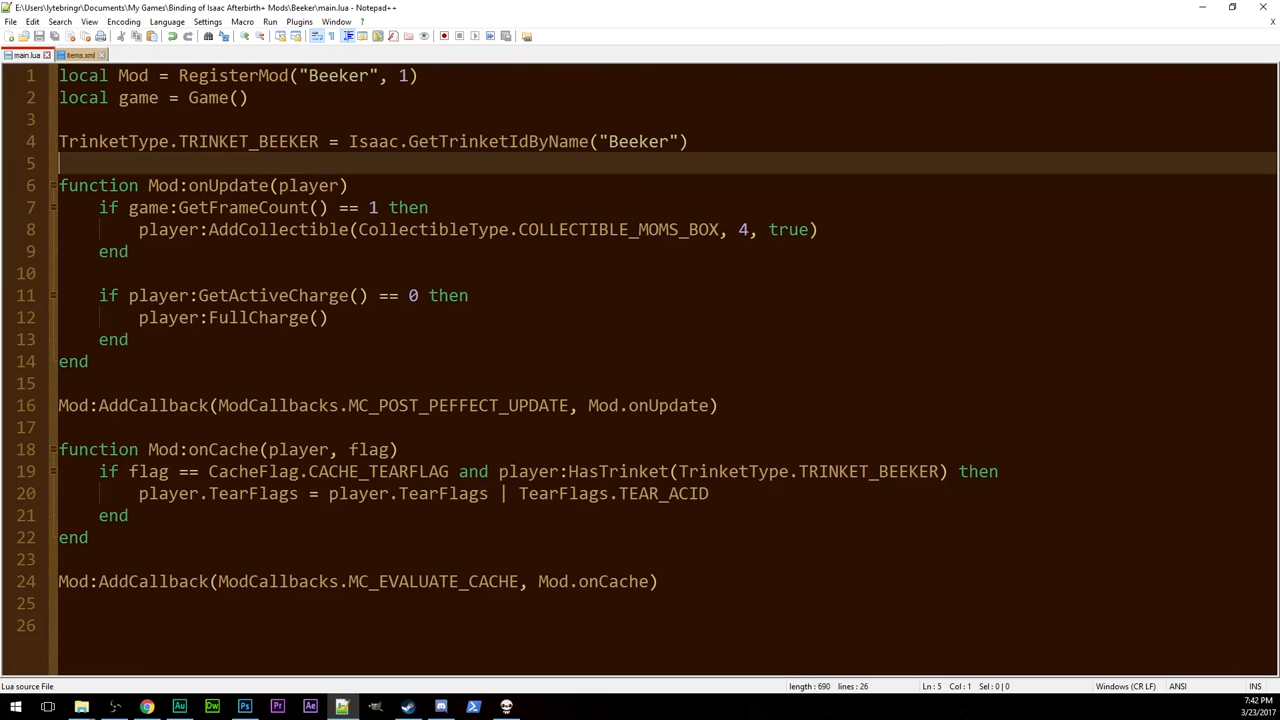 E:\Users\lytebringr\Documents\My Games\Binding of Isaac Afterbirth+ Mods\Beeker\main.lua - Notepad++
File Edit Search View Encoding Language Settings Macro Run Plugins Window ?
X
main.lua items.xml
1 local Mod = RegisterMod("Beeker", 1)
2 local game = Game()
3
4 TrinketType.TRINKET_BEEKER = Isaac.GetTrinketIdByName("Beeker")
5
6 function Mod:onUpdate(player)
7 if game:GetFrameCount() == 1 then
8 player:AddCollectible(CollectibleType.COLLECTIBLE_MOMS_BOX, 4, true)
9 end
10
11 if player:GetActiveCharge() == 0 then
12 player:FullCharge()
13 end
14 end
15
16 Mod:AddCallback(ModCallbacks.MC_POST_PEFFECT_UPDATE, Mod.onUpdate)
17
18 function Mod:onCache(player, flag)
19 if flag == CacheFlag.CACHE_TEARFLAG and player:HasTrinket(TrinketType.TRINKET_BEEKER) then
20 player.TearFlags = player.TearFlags | TearFlags.TEAR_ACID
21 end
22 end
23
24 Mod:AddCallback(ModCallbacks.MC_EVALUATE_CACHE, Mod.onCache)
25
26
Lua source File length : 690 lines : 26 Ln : 5 Col : 1 Sel : 0 | 0 Windows (CR LF) ANSI INS
Au Dw Ps Pr Ae
7:42 PM
3/23/2017